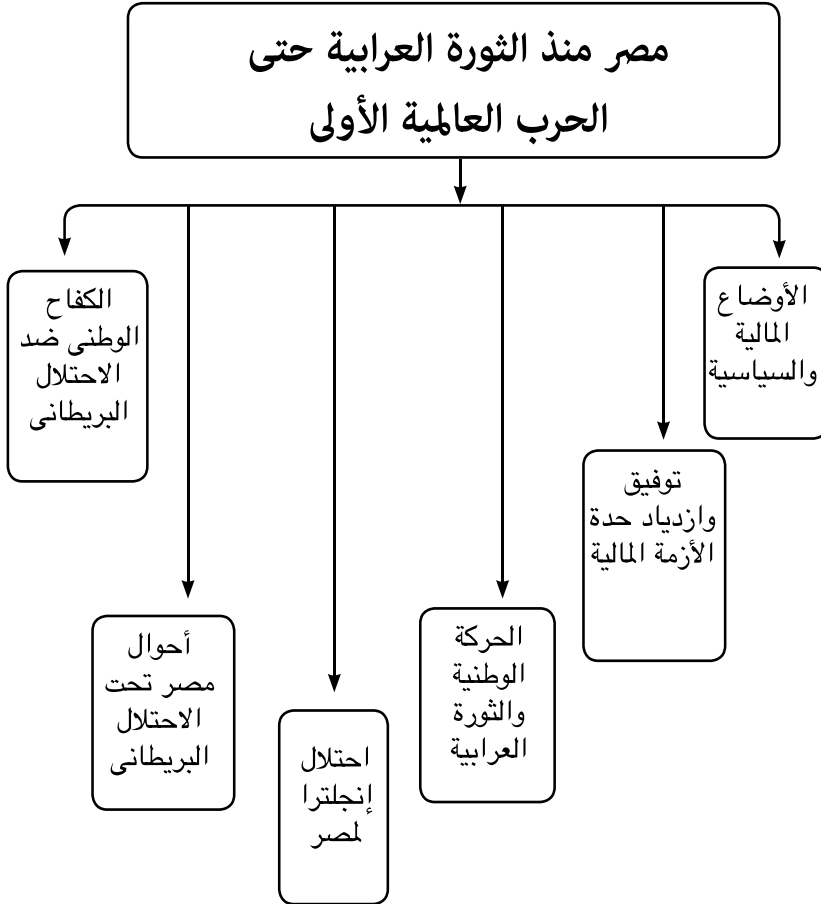 مصر منذ الثورة العرابية حتى
الحرب العالمية الأولى
الأوضاع
المالية
والسياسية
توفيق
وازدياد حدة
الأزمة المالية
الحركة
الوطنية
والثورة
العرابية
احتلال
إنجلترا
لمصر
أحوال
مصر تحت
الاحتلال
البريطانى
الكفاح
الوطنى ضد
الاحتلال
البريطانى